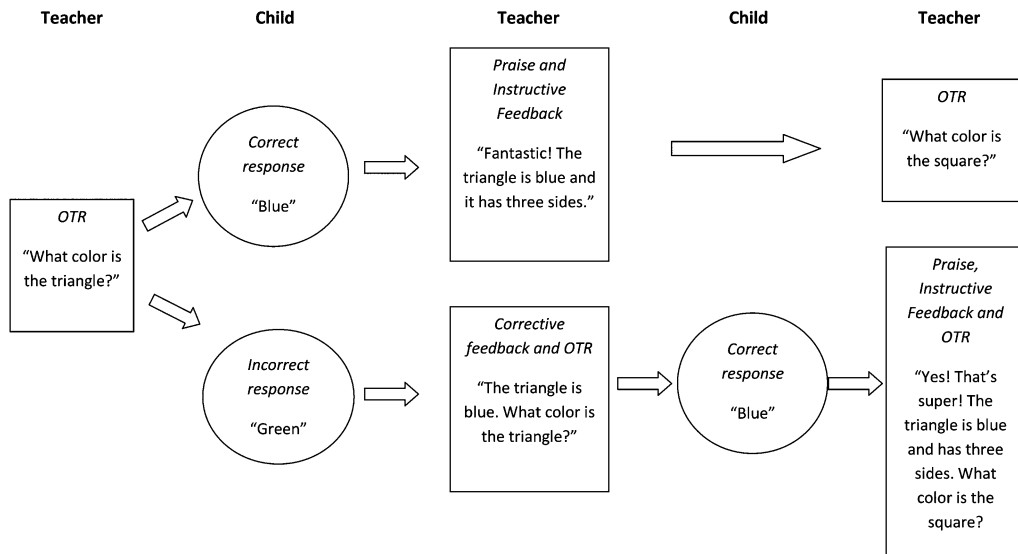 Teacher
Child
Teacher
Child
Teacher
OTR
“What color is
the triangle?”
Correct
response
“Blue”
Praise and
Instructive
Feedback
“Fantastic! The
triangle is blue and
it has three sides.”
OTR
“What color is
the square?”
Incorrect
response
“Green”
Corrective
feedback and OTR
“The triangle is
blue. What color is
the triangle?”
Correct
response
“Blue”
Praise,
Instructive
Feedback and
OTR
“Yes! That’s
super! The
triangle is blue
and has three
sides. What
color is the
square?